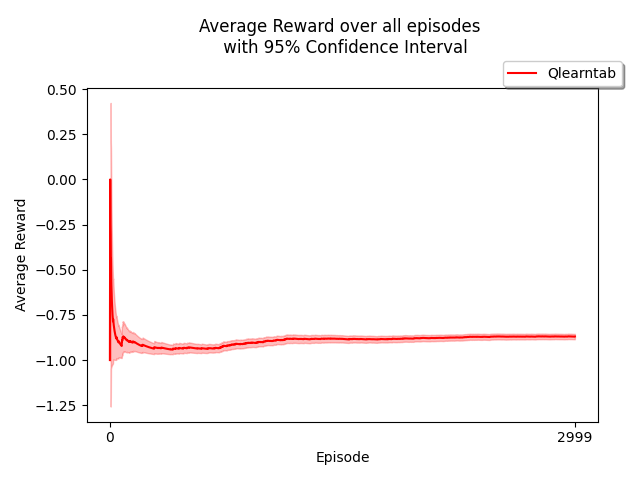 Average Reward over all episodes
with 95% Confidence Interval
Qlearntab
0.50
0.25
0.00
−0.25
−0.50
−0.75
−1.00
−1.25
Average Reward
0
2999
Episode